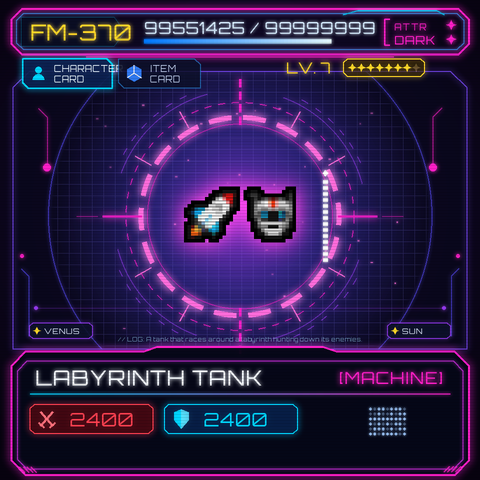 FM-370
99551425 / 99999999
ATTR
DARK
CHARACTER
CARD
ITEM
CARD
LV.7
VENUS
SUN
// LOG: A tank that races around a labyrinth hunting down its enemies.
LABYRINTH TANK
[MACHINE]
2400
2400